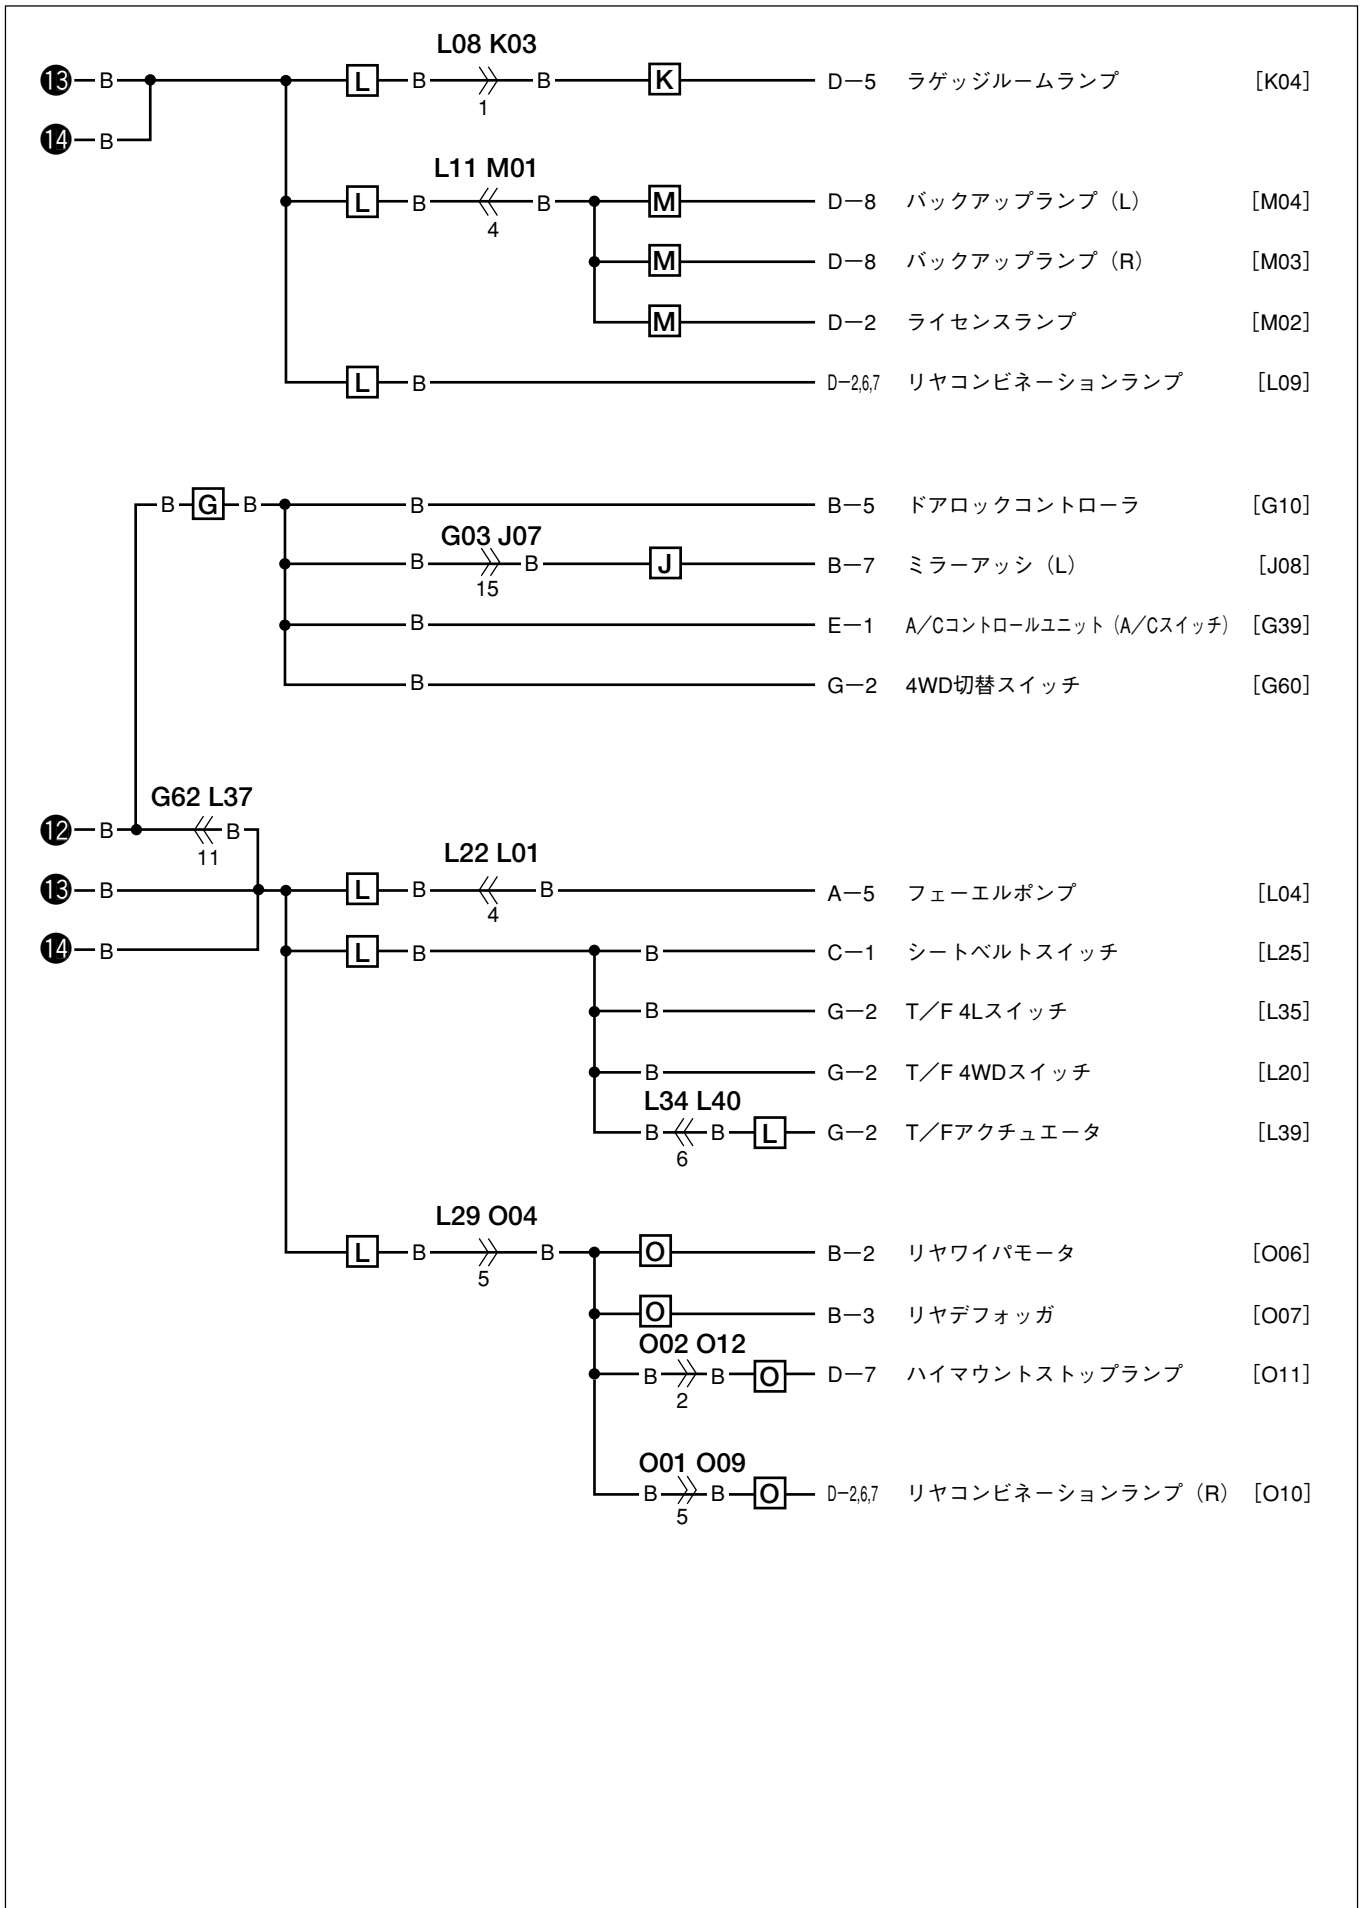 L08 K03
⓭ B L B B K D−5 ラゲッジルームランプ [K04]
1
⓮ B
L11 M01
L B B M D−8 バックアップランプ（L） [M04]
4
M D−8 バックアップランプ（R） [M03]
M D−2 ライセンスランプ [M02]
L B D−2,6,7 リヤコンビネーションランプ [L09]
B G B B B−5 ドアロックコントローラ [G10]
G03 J07
B B J B−7 ミラーアッシ（L） [J08]
15
B E−1 A／Cコントロールユニット（A／Cスイッチ） [G39]
B G−2 4WD切替スイッチ [G60]
G62 L37
⓬ B B
11
L22 L01
⓭ B L B B A−5 フェーエルポンプ [L04]
4
⓮ B L B B C−1 シートベルトスイッチ [L25]
B G−2 T／F 4Lスイッチ [L35]
B G−2 T／F 4WDスイッチ [L20]
L34 L40
B B L G−2 T／Fアクチュエータ [L39]
6
L29 O04
L B B O B−2 リヤワイパモータ [O06]
5
O B−3 リヤデフォッガ [O07]
O02 O12
B B O D−7 ハイマウントストップランプ [O11]
2
O01 O09
B B O D−2,6,7 リヤコンビネーションランプ（R） [O10]
5